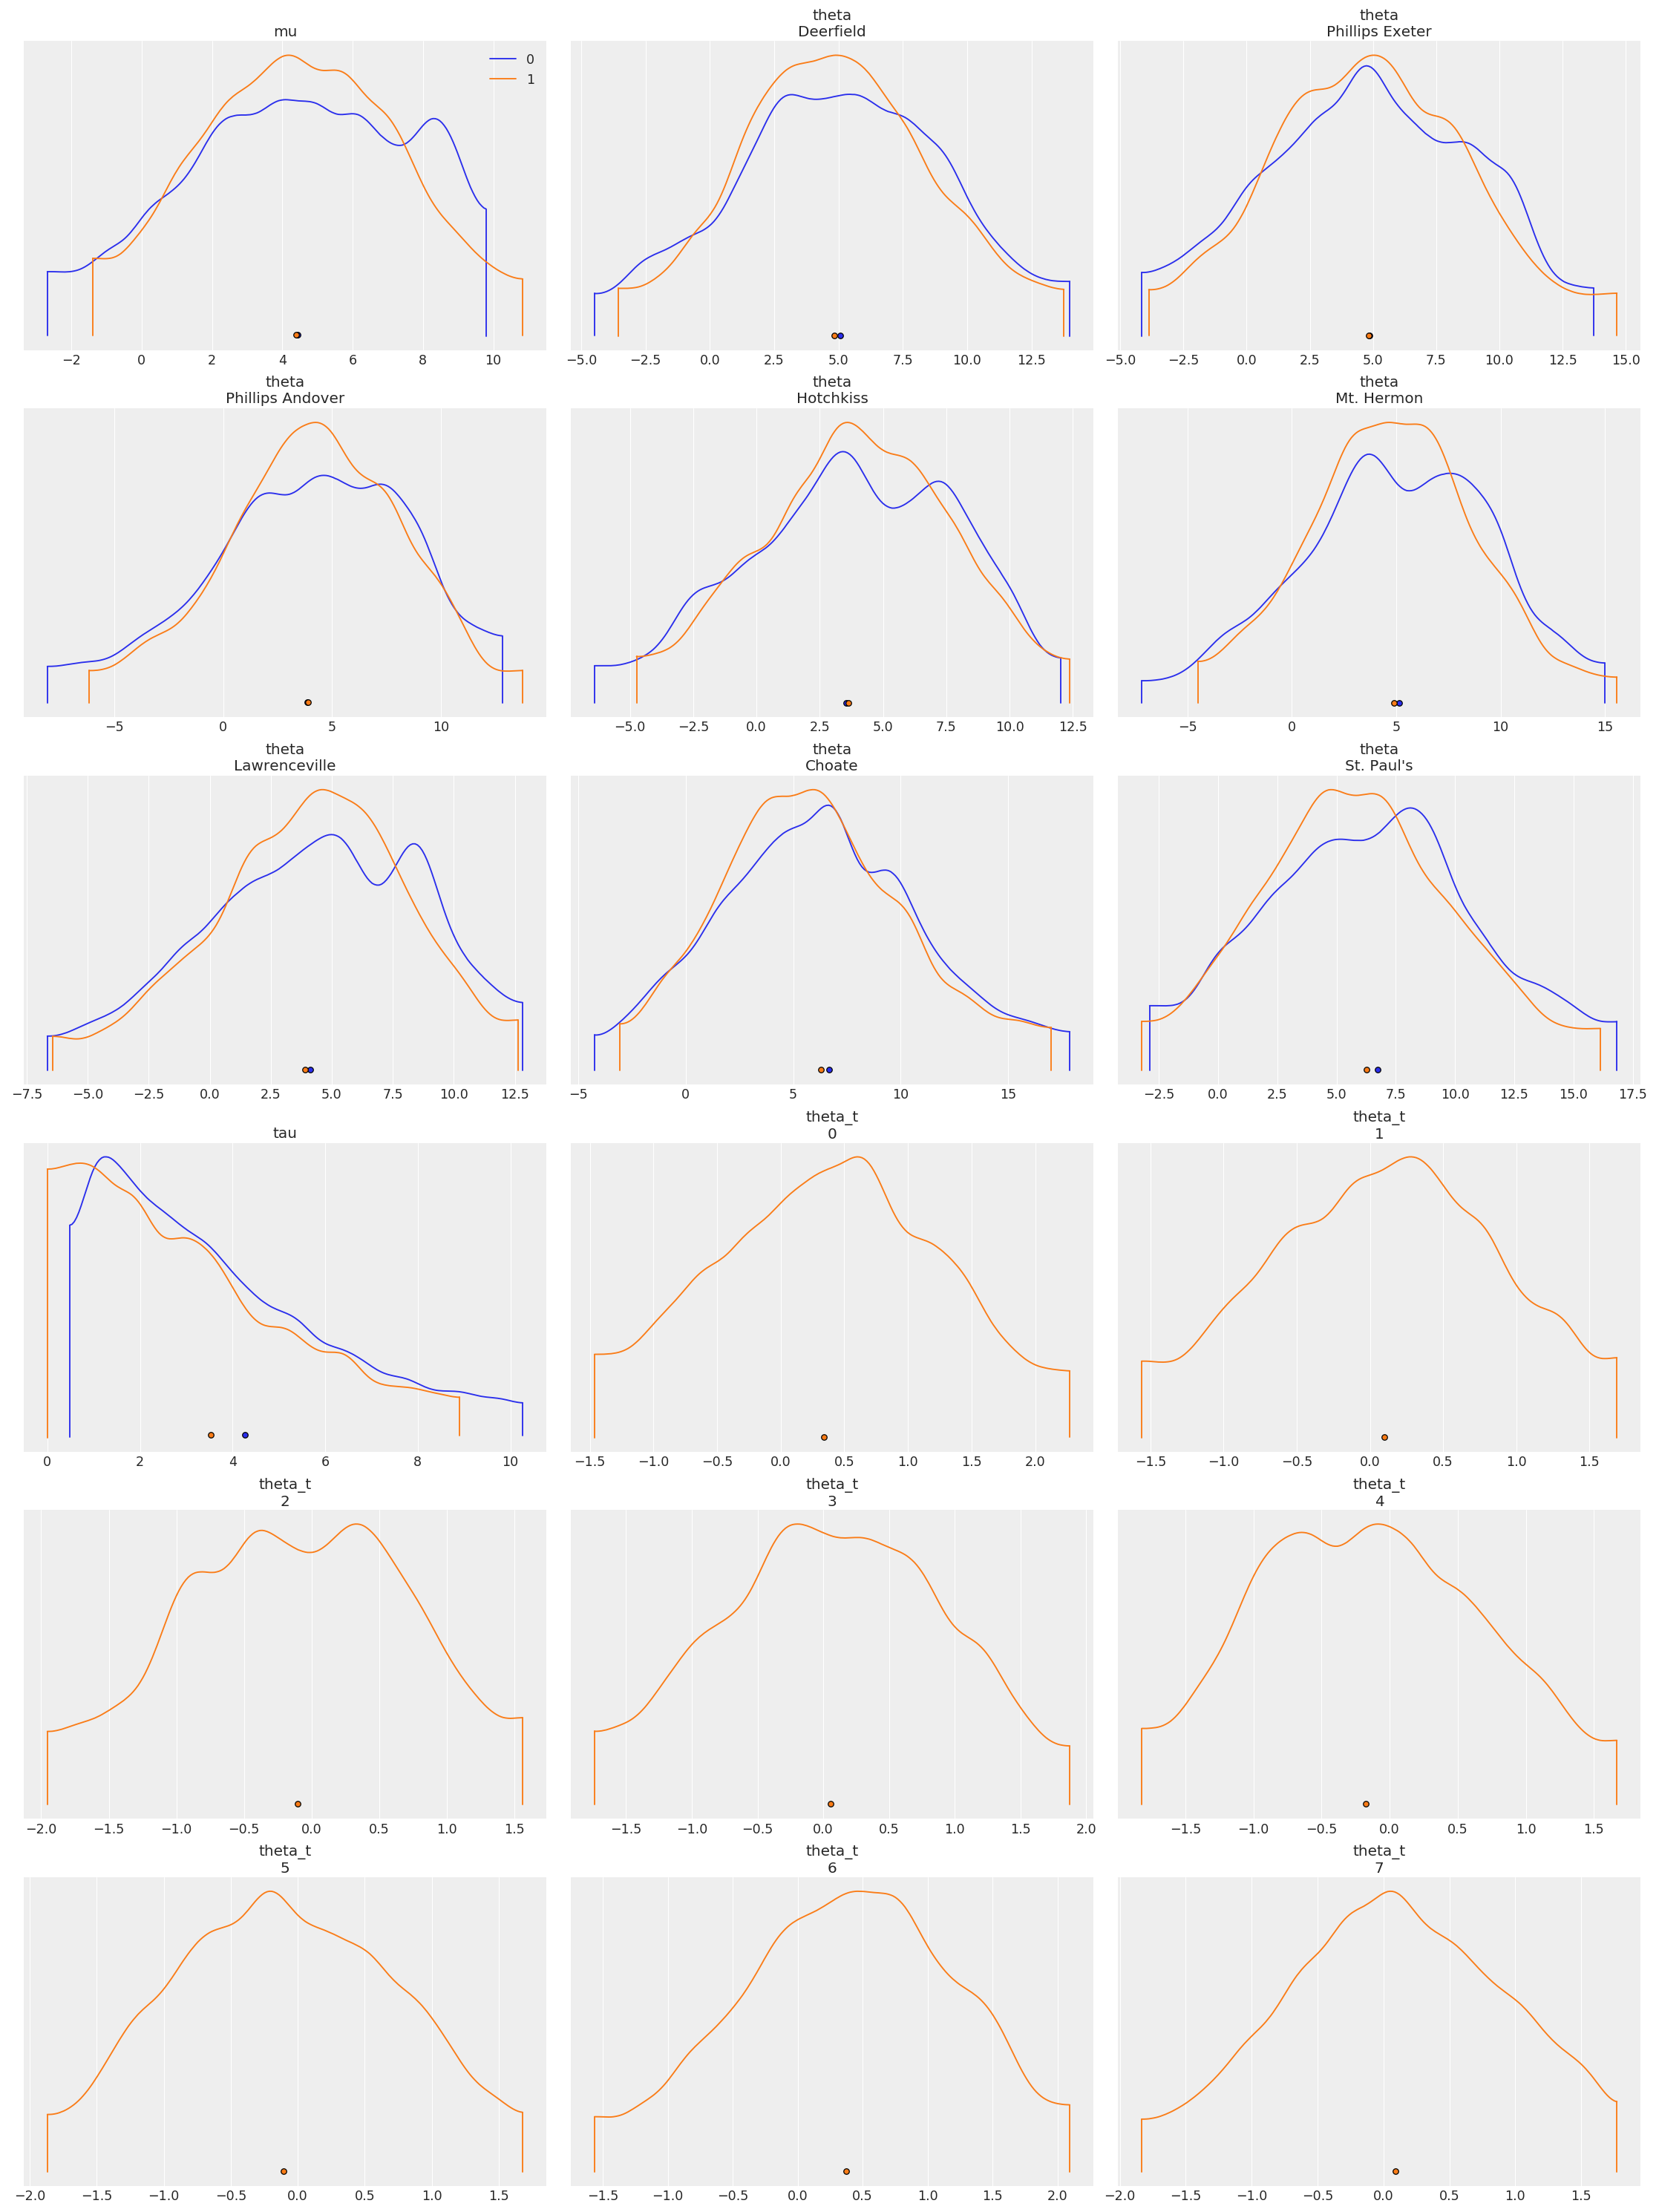 mu
0
1
−2 0 2 4 6 8 10
theta
Deerfield
−5.0 −2.5 0.0 2.5 5.0 7.5 10.0 12.5
theta
Phillips Exeter
−5.0 −2.5 0.0 2.5 5.0 7.5 10.0 12.5 15.0
theta
Phillips Andover
−5 0 5 10
theta
Hotchkiss
−5.0 −2.5 0.0 2.5 5.0 7.5 10.0 12.5
theta
Mt. Hermon
−5 0 5 10 15
theta
Lawrenceville
−7.5 −5.0 −2.5 0.0 2.5 5.0 7.5 10.0 12.5
theta
Choate
−5 0 5 10 15
theta
St. Paul's
−2.5 0.0 2.5 5.0 7.5 10.0 12.5 15.0 17.5
tau
0 2 4 6 8 10
theta_t
0
−1.5 −1.0 −0.5 0.0 0.5 1.0 1.5 2.0
theta_t
1
−1.5 −1.0 −0.5 0.0 0.5 1.0 1.5
theta_t
2
−2.0 −1.5 −1.0 −0.5 0.0 0.5 1.0 1.5
theta_t
3
−1.5 −1.0 −0.5 0.0 0.5 1.0 1.5 2.0
theta_t
4
−1.5 −1.0 −0.5 0.0 0.5 1.0 1.5
theta_t
5
−2.0 −1.5 −1.0 −0.5 0.0 0.5 1.0 1.5
theta_t
6
−1.5 −1.0 −0.5 0.0 0.5 1.0 1.5 2.0
theta_t
7
−2.0 −1.5 −1.0 −0.5 0.0 0.5 1.0 1.5